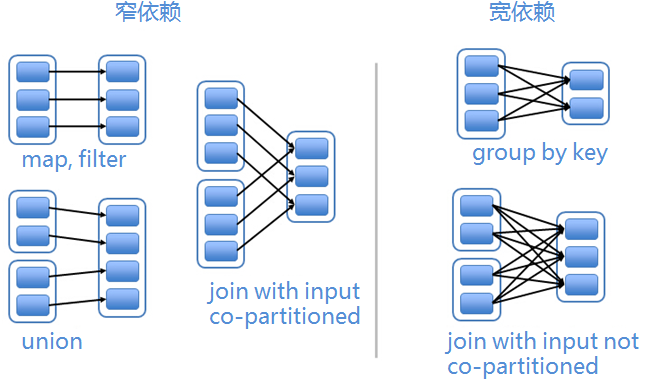 窄依赖
宽依赖
map, filter
union
join with input
co-partitioned
group by key
join with input not
co-partitioned